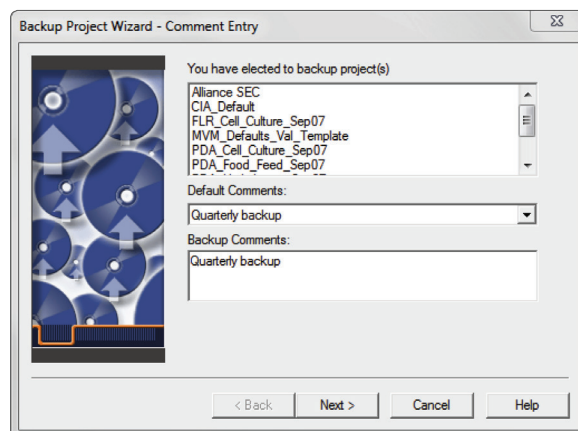 Backup Project Wizard - Comment Entry
You have elected to backup project(s)
Alliance SEC
CIA_Default
FLR_Cell_Culture_Sep07
MVM_Defaults_Val_Template
PDA_Cell_Culture_Sep07
PDA_Food_Feed_Sep07
Default Comments:
Quarterly backup
Backup Comments:
Quarterly backup
< Back
Next >
Cancel
Help